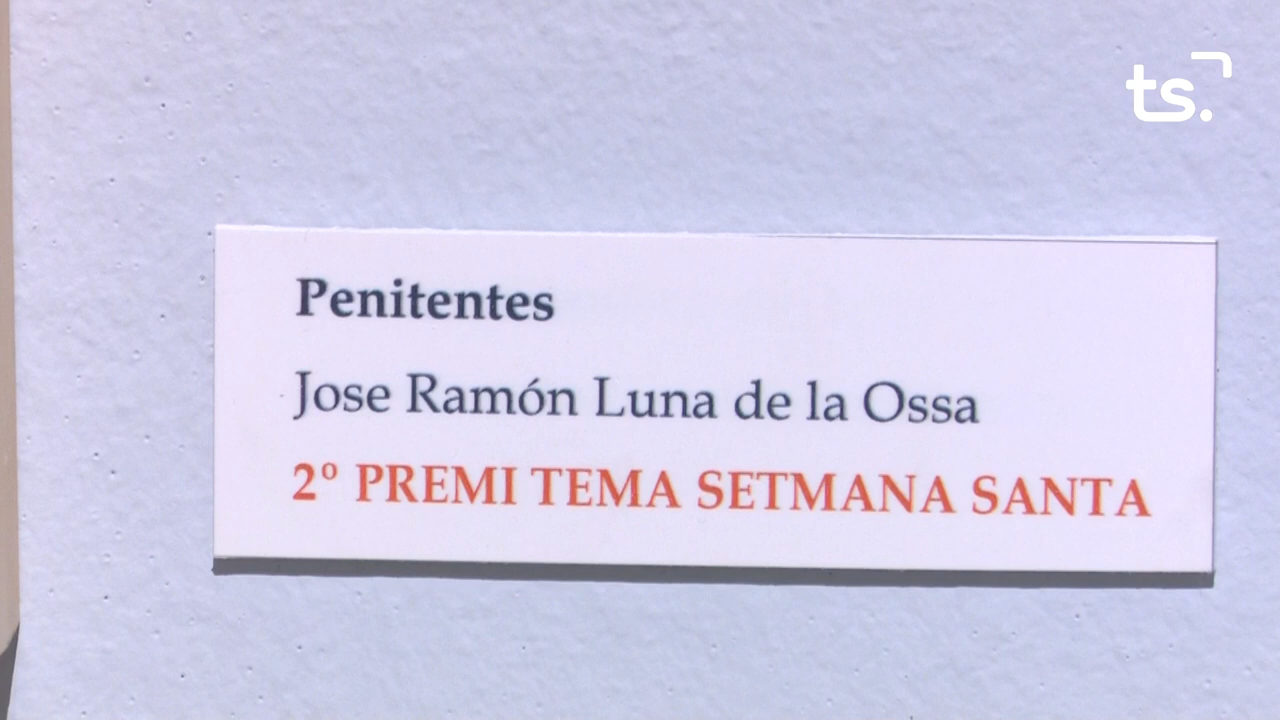 ts.
Penitentes
Jose Ramón Luna de la Ossa
2º PREMI TEMA SETMANA SANTA